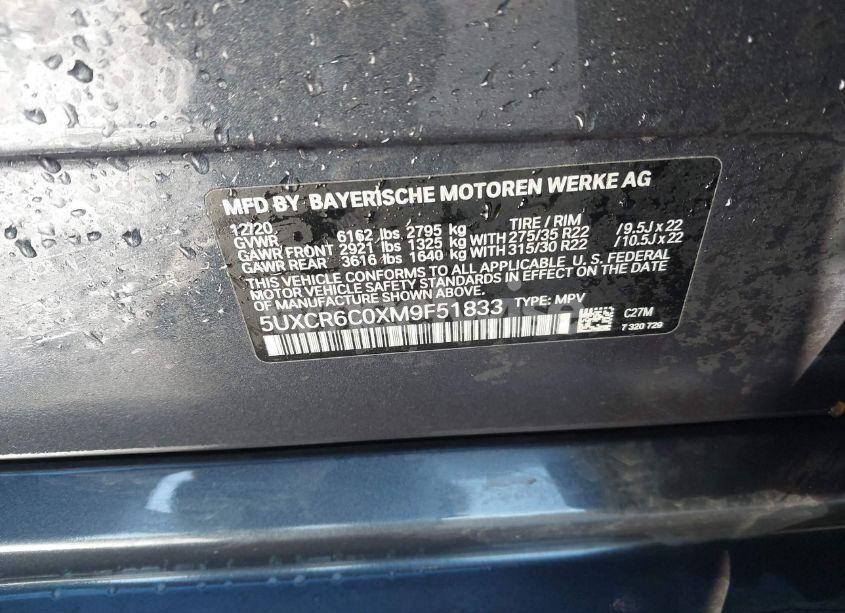 MFD BY BAYERISCHE MOTOREN WERKE AG
12/20 TIRE / RIM
GVWR 6162 lbs 2795 kg
GAWR FRONT 2921 lbs 1325 kg WITH 275/35 R22 / 9.5J x 22
GAWR REAR 3616 lbs 1640 kg WITH 315/30 R22 / 10.5J x 22
THIS VEHICLE CONFORMS TO ALL APPLICABLE U. S. FEDERAL
MOTOR VEHICLE SAFETY STANDARDS IN EFFECT ON THE DATE
OF MANUFACTURE SHOWN ABOVE.
5UXCR6C0XM9F51833 TYPE: MPV
C27M
7 320 729